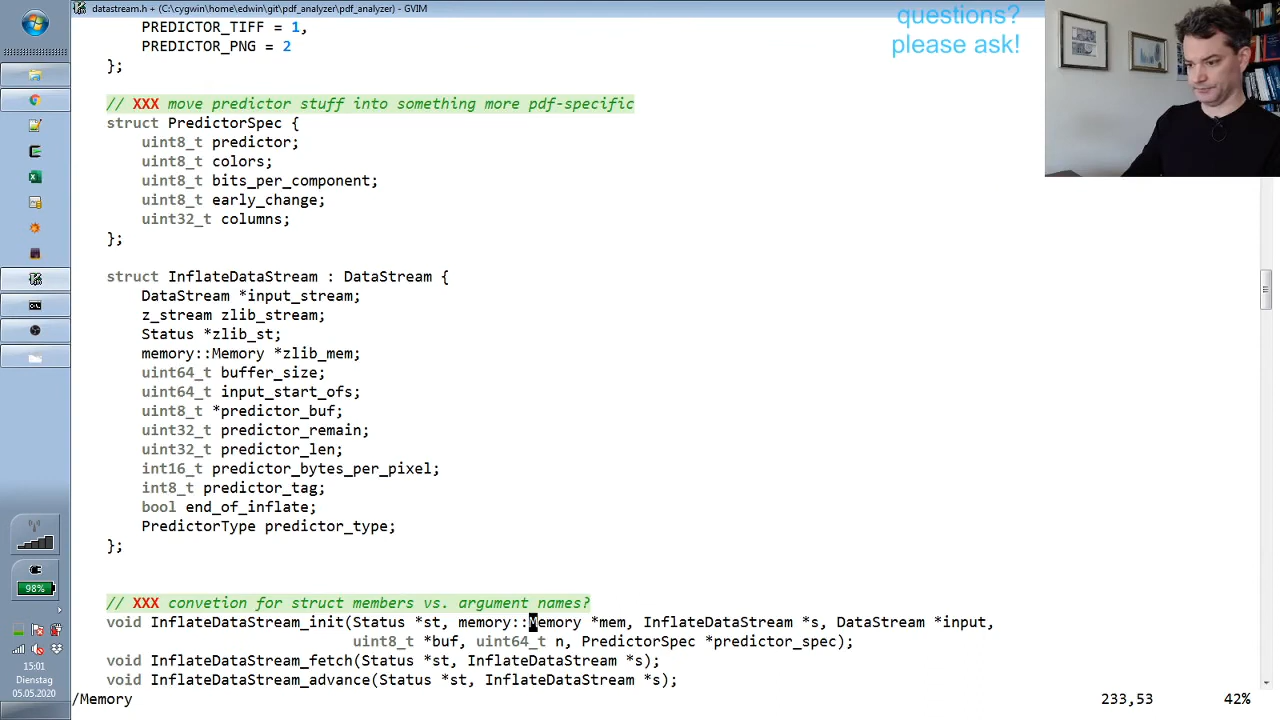 datastream.h + (C:\cygwin\home\edwin\git\pdf_analyzer\pdf_analyzer) - GVIM
questions?
please ask!
PREDICTOR_TIFF = 1,
PREDICTOR_PNG = 2
};
// XXX move predictor stuff into something more pdf-specific
struct PredictorSpec {
uint8_t predictor;
uint8_t colors;
uint8_t bits_per_component;
uint8_t early_change;
uint32_t columns;
};
struct InflateDataStream : DataStream {
DataStream *input_stream;
z_stream zlib_stream;
Status *zlib_st;
memory::Memory *zlib_mem;
uint64_t buffer_size;
uint64_t input_start_ofs;
uint8_t *predictor_buf;
uint32_t predictor_remain;
uint32_t predictor_len;
int16_t predictor_bytes_per_pixel;
int8_t predictor_tag;
bool end_of_inflate;
PredictorType predictor_type;
};
// XXX convetion for struct members vs. argument names?
void InflateDataStream_init(Status *st, memory::Memory *mem, InflateDataStream *s, DataStream *input,
uint8_t *buf, uint64_t n, PredictorSpec *predictor_spec);
void InflateDataStream_fetch(Status *st, InflateDataStream *s);
void InflateDataStream_advance(Status *st, InflateDataStream *s);
/Memory
233,53
42%
98%
15:01
Dienstag
05.05.2020